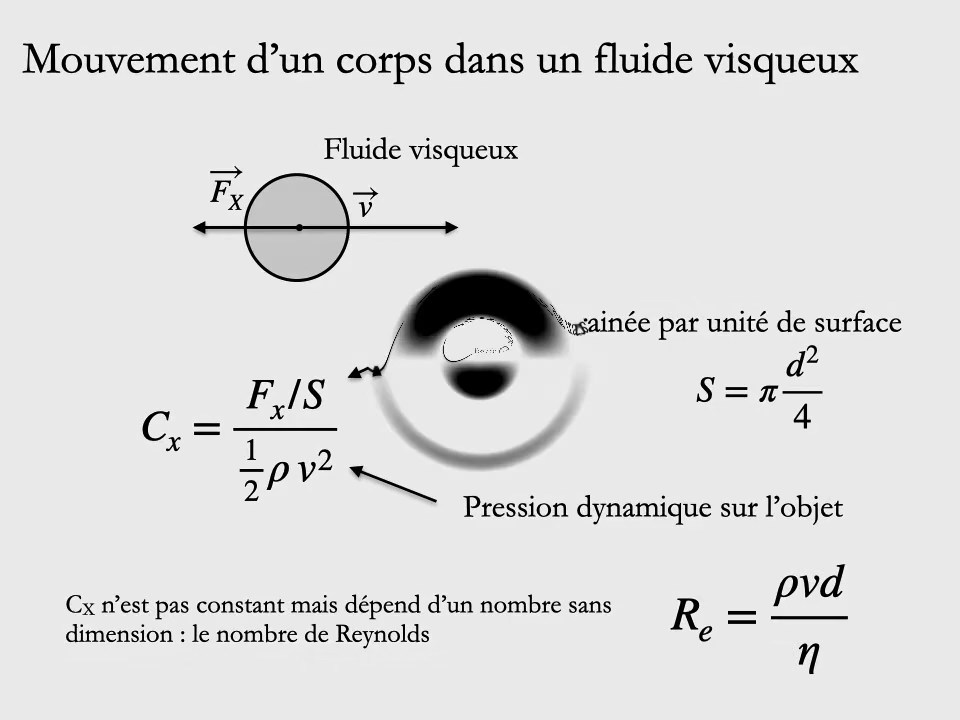 Mouvement d’un corps dans un fluide visqueux
Fluide visqueux
F_X
v
par unité de surface
S = π d²/4
C_x = (F_x/S) / (1/2 ρ v²)
Pression dynamique sur l’objet
C_X n’est pas constant mais dépend d’un nombre sans
dimension : le nombre de Reynolds
R_e = ρvd/η